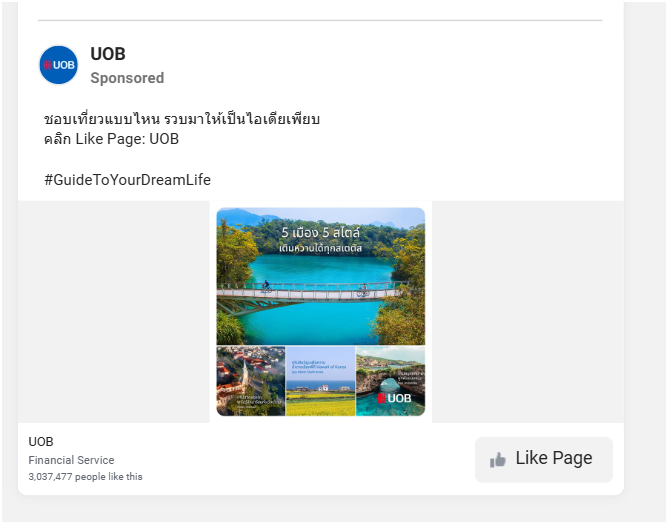 UOB
UOB
Sponsored
ชอบเที่ยวแบบไหน รวบมาให้เป็นไอเดียเพียบ
คลิก Like Page: UOB
#GuideToYourDreamLife
5 เมือง 5 สไตล์
เติมหวานได้ทุกสเตตัส
UOB
UOB
Financial Service
3,037,477 people like this
Like Page